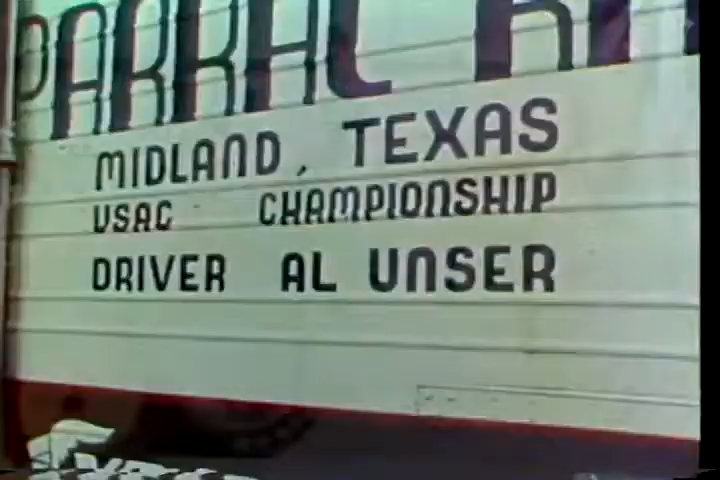 MIDLAND, TEXAS
USAC CHAMPIONSHIP
DRIVER AL UNSER